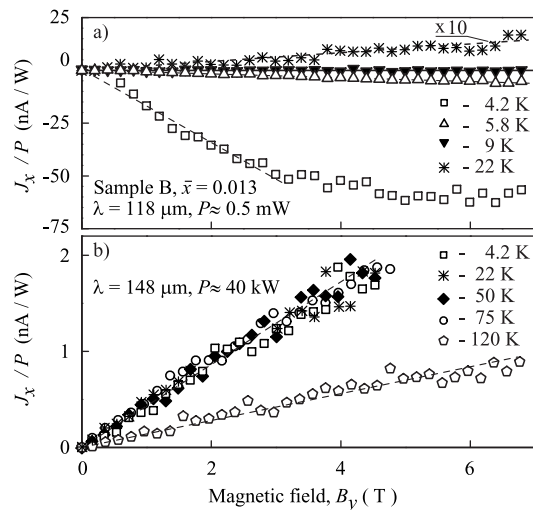 25
a)
x 10
0
-25
-50
-75
J_x / P (nA / W)
- 4.2 K
- 5.8 K
- 9 K
- 22 K
Sample B, x̄ = 0.013
λ = 118 μm, P≈ 0.5 mW
2
b)
λ = 148 μm, P≈ 40 kW
1
0
J_x / P (nA / W)
- 4.2 K
- 22 K
- 50 K
- 75 K
- 120 K
0 2 4 6
Magnetic field, B_y ( T )